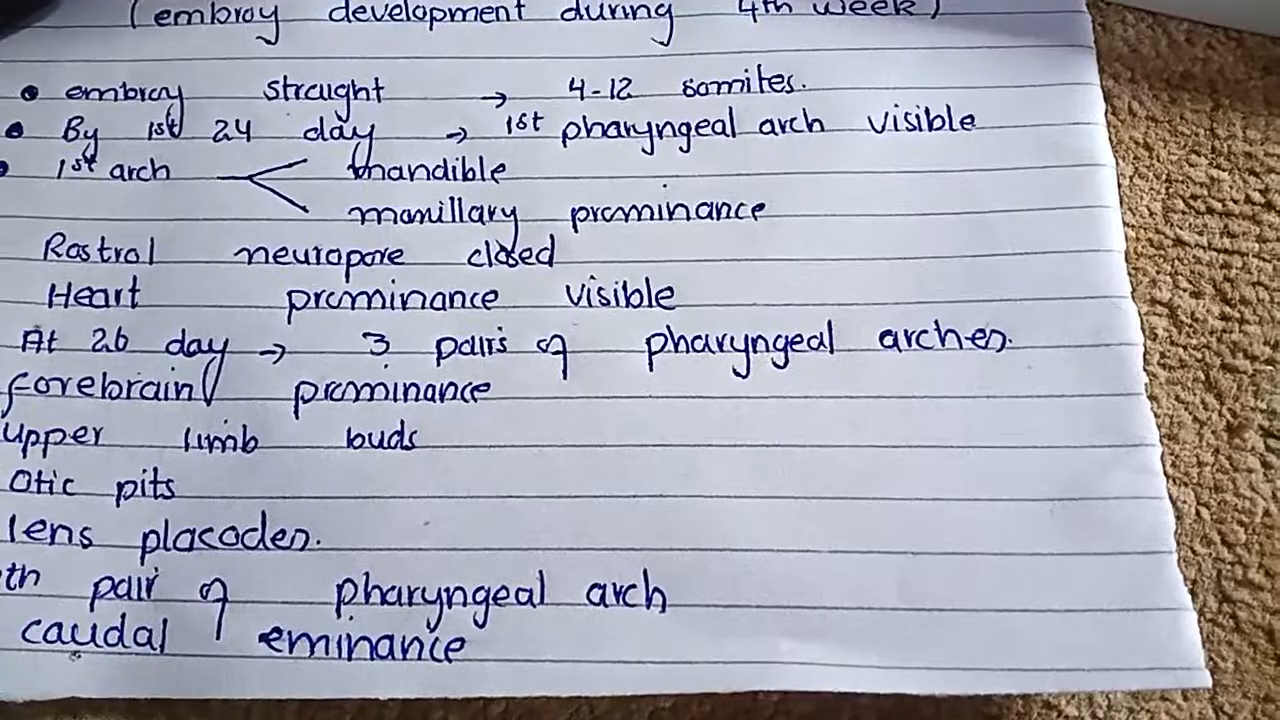 (embroy development during 4th week)
• embroy straught → 4-12 somites.
• By 1st 24 day → 1st pharyngeal arch visible
• 1st arch < mandible
maxillary prominance
Rostral neuropore closed
Heart prominance visible
At 26 day → 3 pairs of pharyngeal arches.
forebrain prominance
upper limb buds
Otic pits
lens placodes.
th pair of pharyngeal arch
caudal eminance